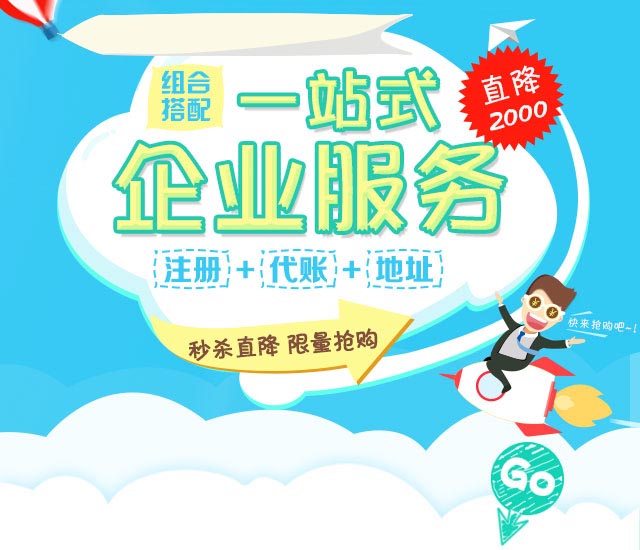 组合
搭配
一站式
直降
2000
企业服务
注册+代账+地址
秒杀直降 限量抢购
快来抢购吧~!
¥ ¥
Go